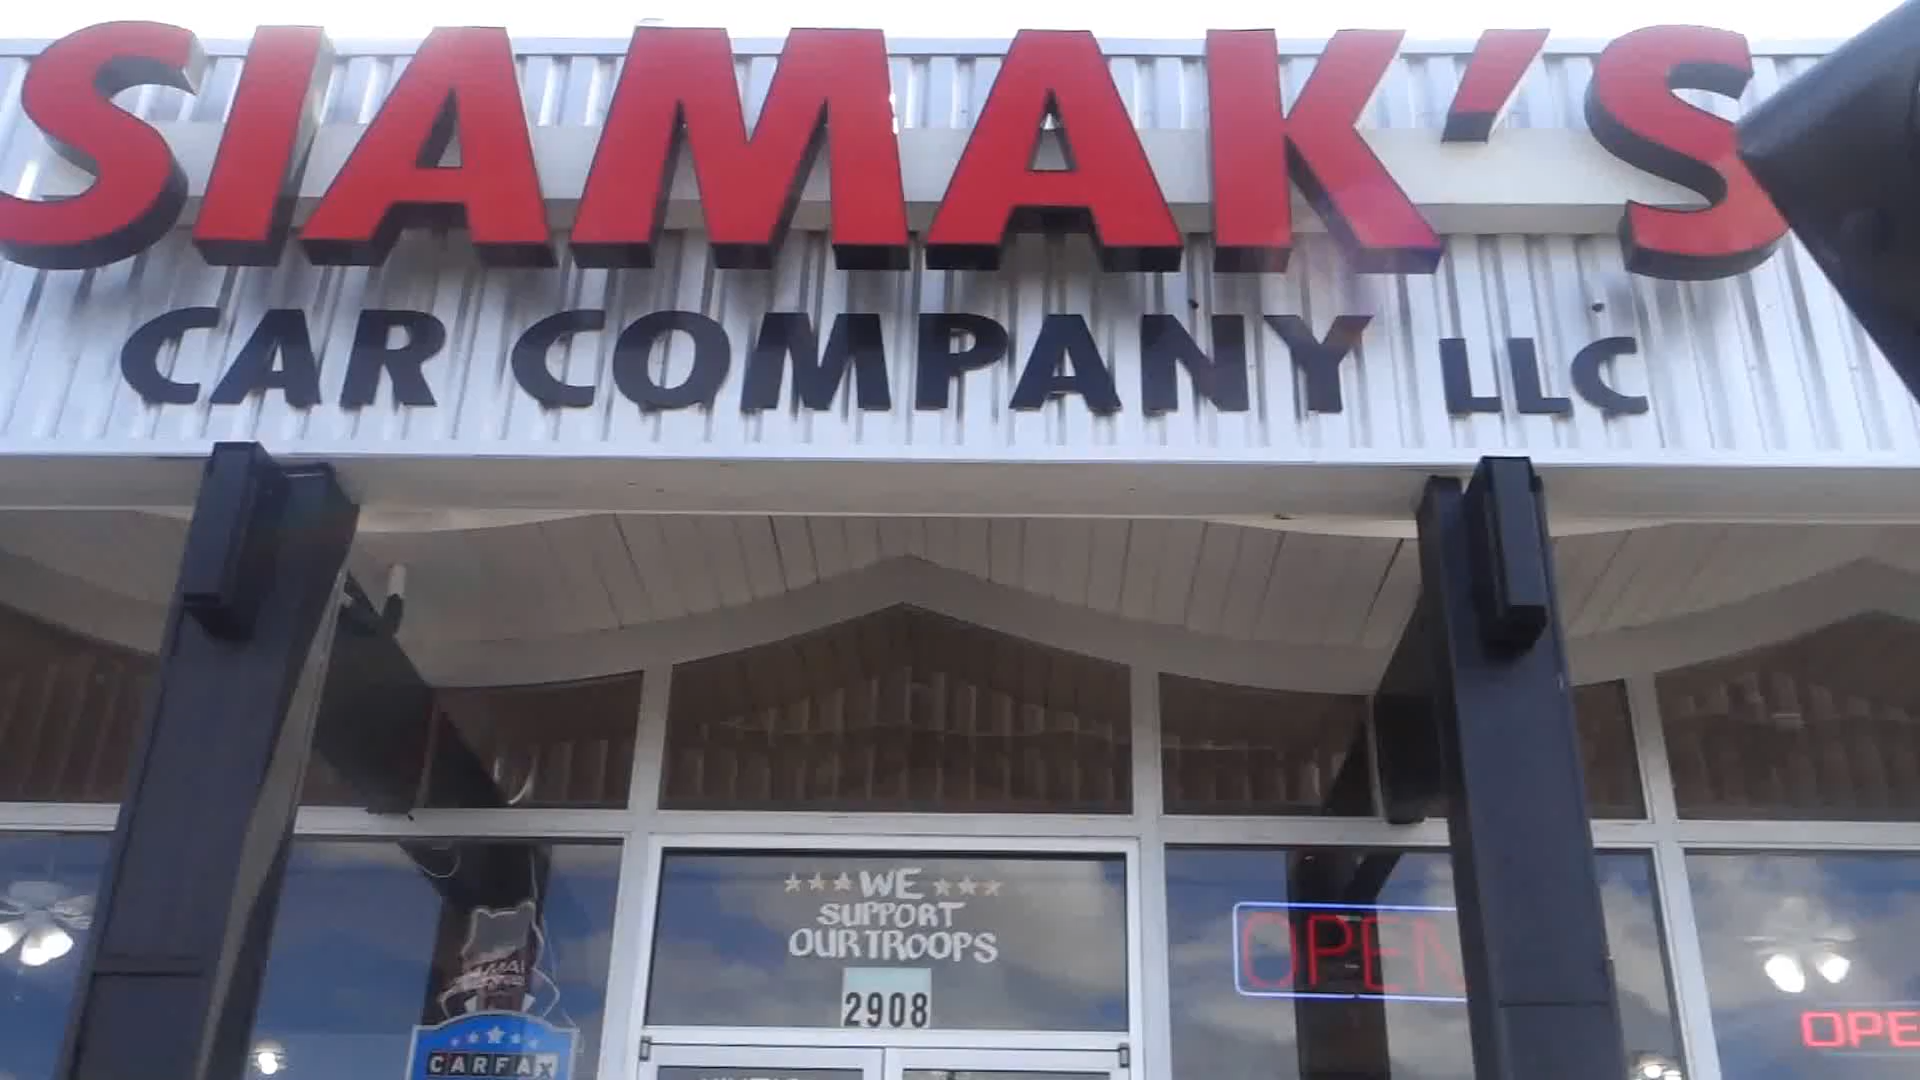 SIAMAK'S
CAR COMPANY LLC
★★★WE★★★
SUPPORT
OUR TROOPS
2908
OPEN
OPE
CARFAX